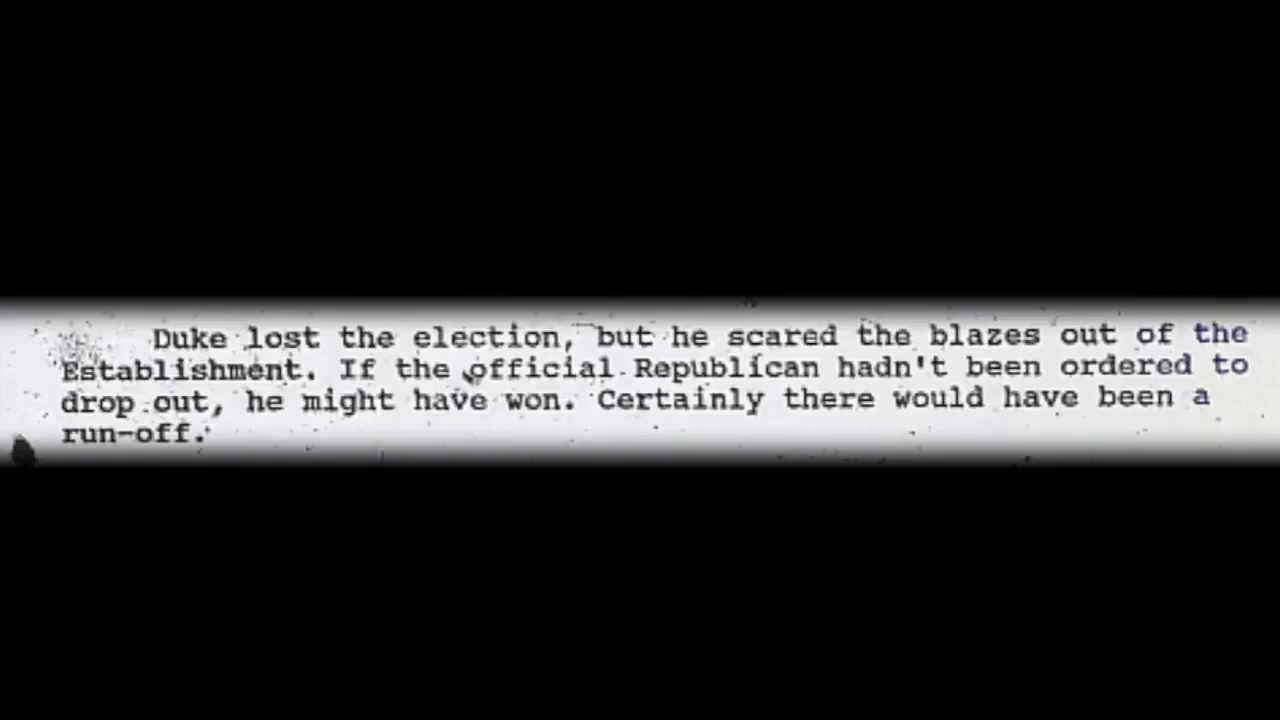 Duke lost the election, but he scared the blazes out of the
Establishment. If the official Republican hadn't been ordered to
drop out, he might have won. Certainly there would have been a
run-off.